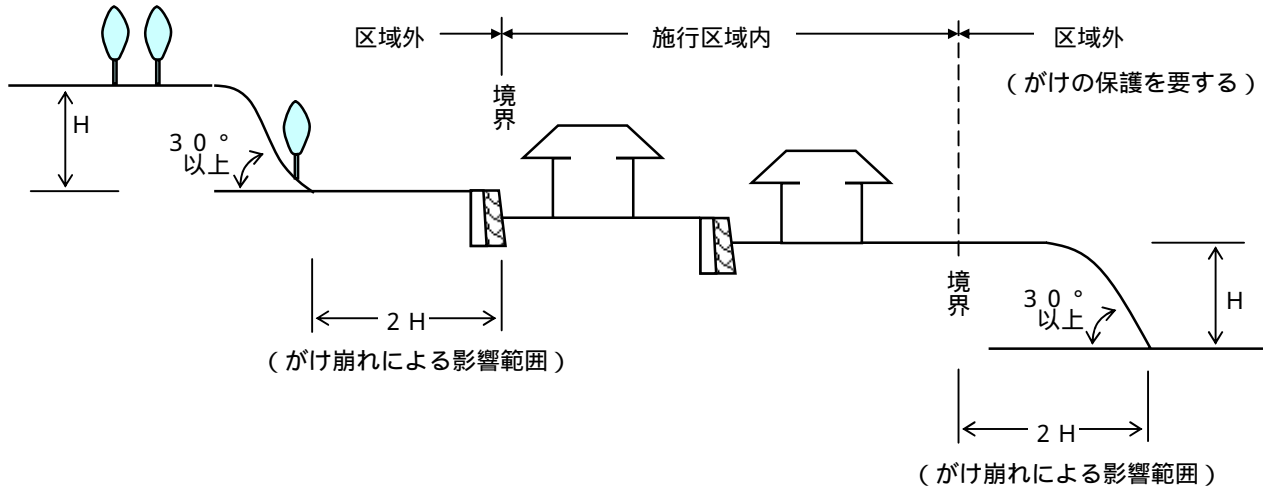 区域外
施行区域内
区域外
(がけの保護を要する)
境界
H
30°
以上
2H
(がけ崩れによる影響範囲)
境界
30°
以上
H
2H
(がけ崩れによる影響範囲)